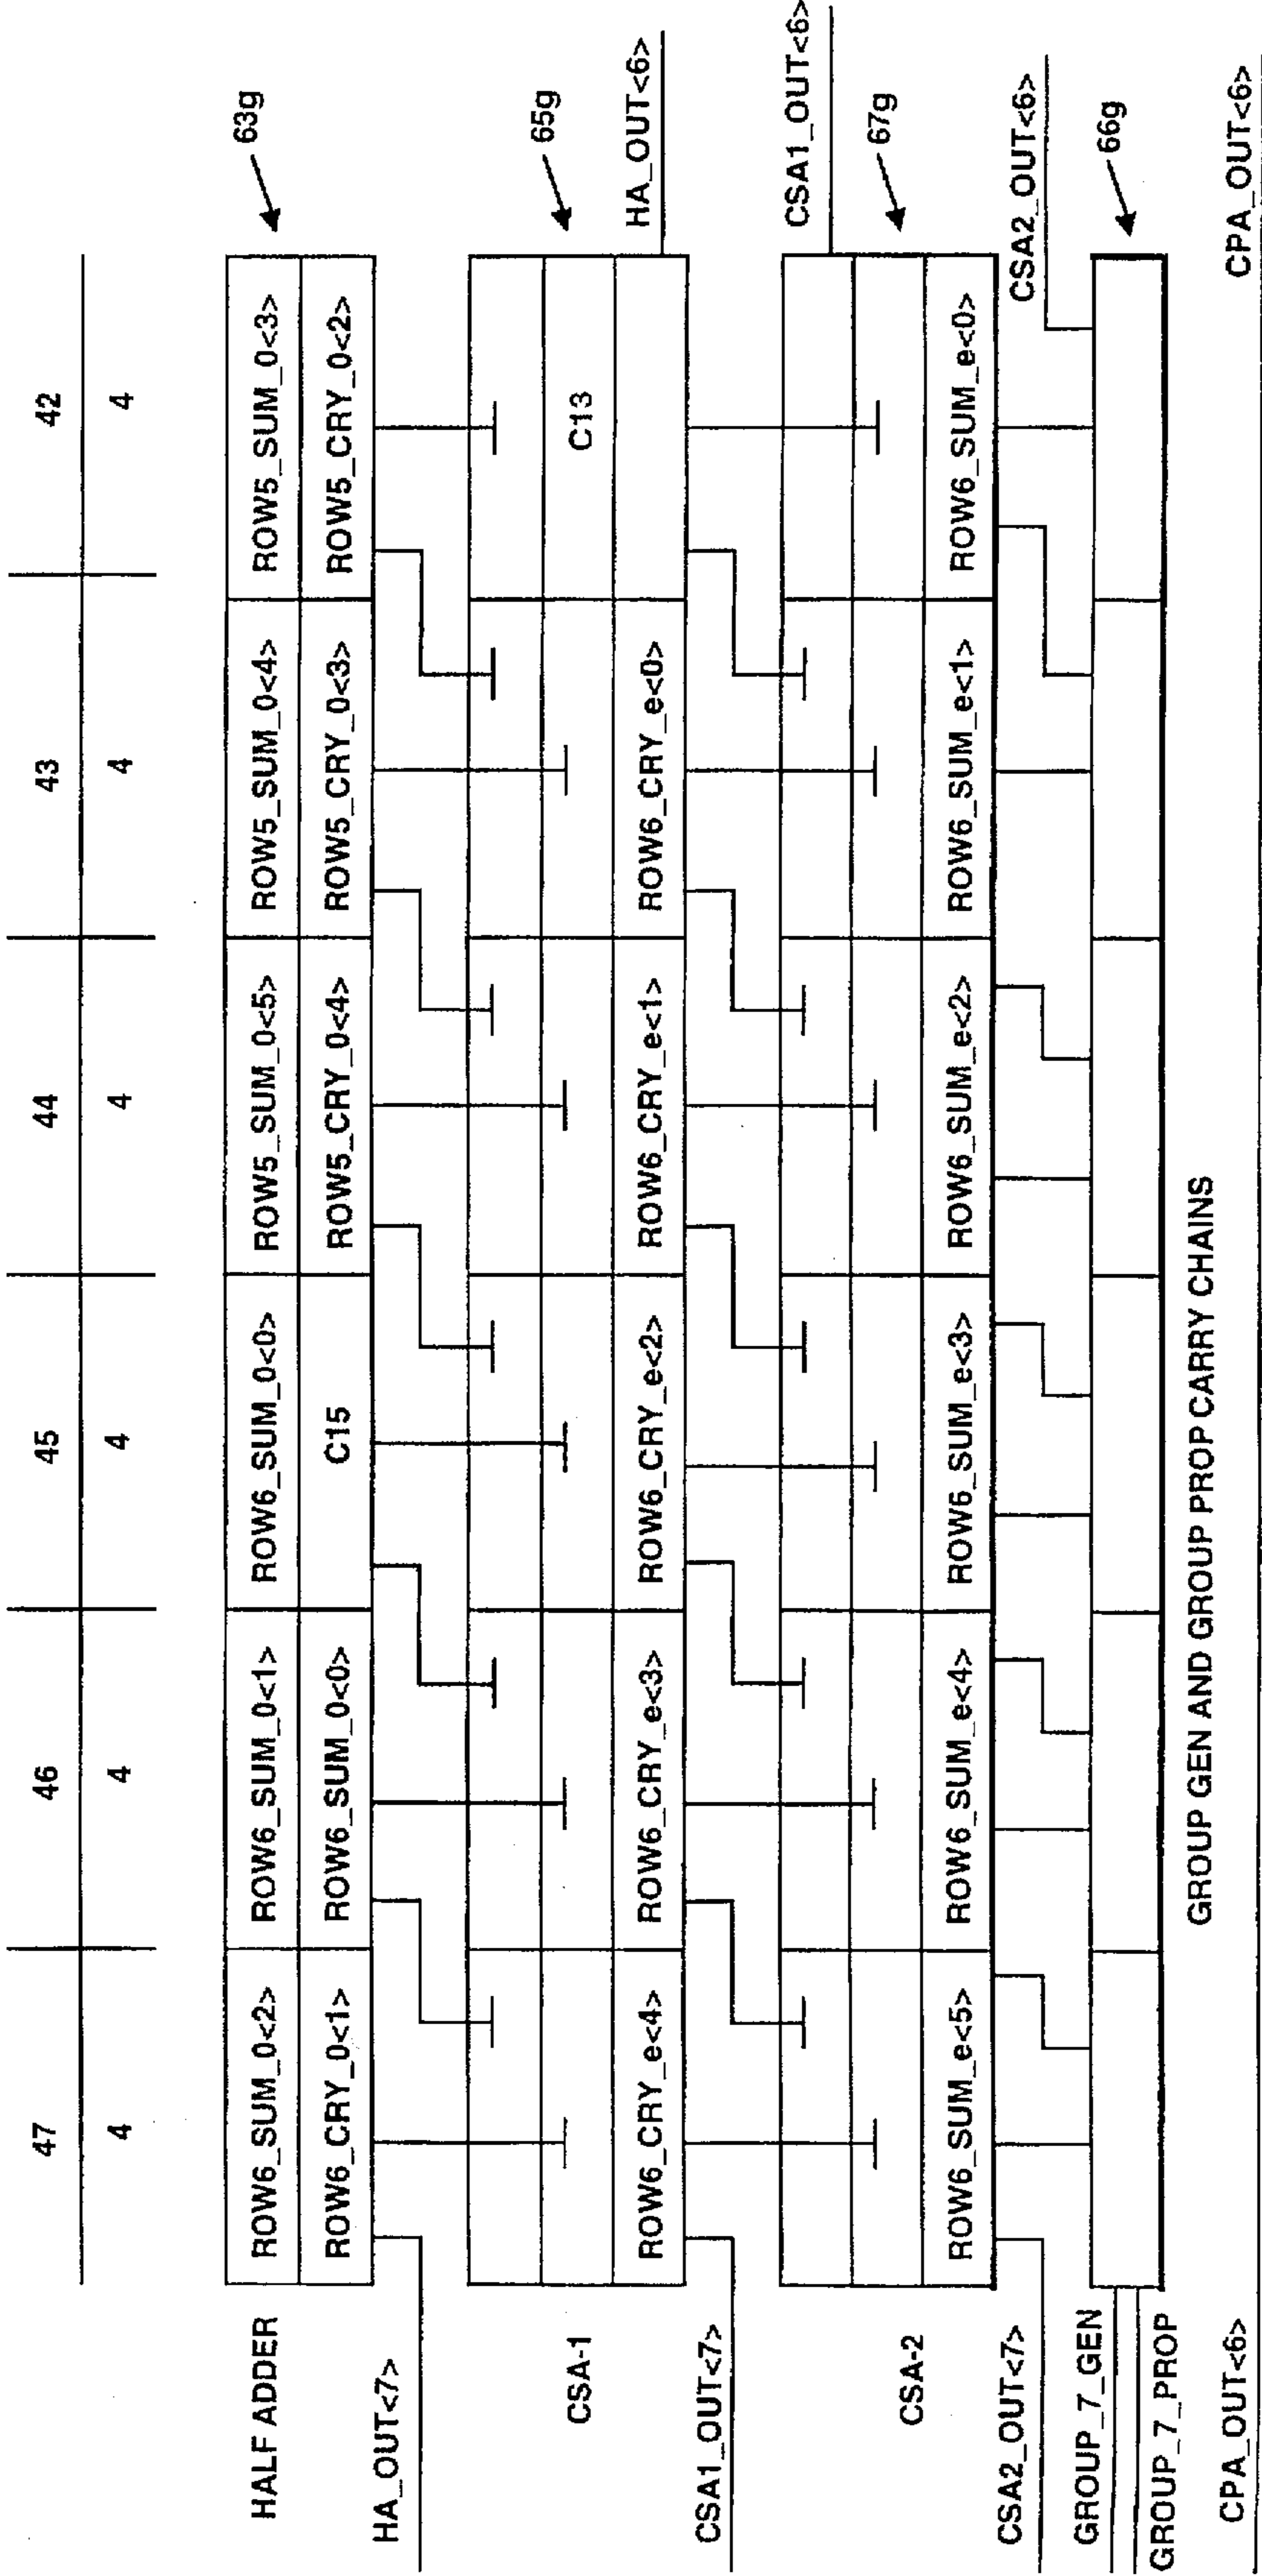 47 46 45 44 43 42
4 4 4 4 4 4
63g
HALF ADDER
ROW6_SUM_0<2> ROW6_SUM_0<1> ROW6_SUM_0<0> ROW5_SUM_0<5> ROW5_SUM_0<4> ROW5_SUM_0<3>
ROW6_CRY_0<1> ROW6_SUM_0<0> C15 ROW5_CRY_0<4> ROW5_CRY_0<3> ROW5_CRY_0<2>
HA_OUT<7>
65g
CSA-1
C13
ROW6_CRY_e<4> ROW6_CRY_e<3> ROW6_CRY_e<2> ROW6_CRY_e<1> ROW6_CRY_e<0>
HA_OUT<6>
CSA1_OUT<7>
CSA1_OUT<6>
67g
CSA-2
ROW6_SUM_e<5> ROW6_SUM_e<4> ROW6_SUM_e<3> ROW6_SUM_e<2> ROW6_SUM_e<1> ROW6_SUM_e<0>
CSA2_OUT<7>
CSA2_OUT<6>
66g
GROUP_7_GEN
GROUP_7_PROP
GROUP GEN AND GROUP PROP CARRY CHAINS
CPA_OUT<6>
CPA_OUT<6>